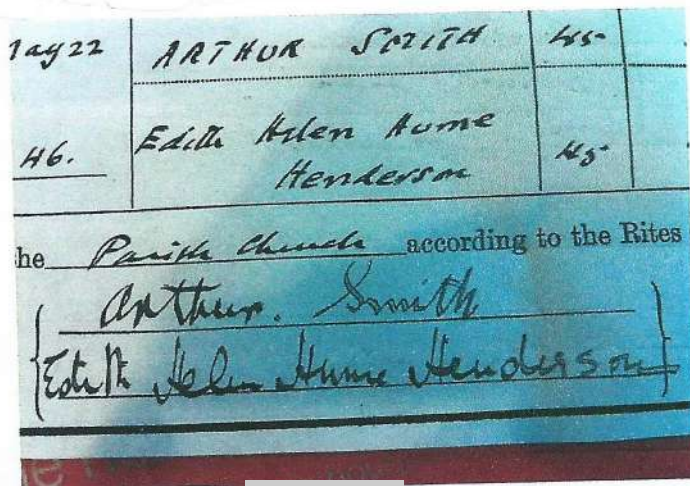 May 22 ARTHUR SMITH 45
46. Edith Helen Hume
Henderson 45
he Parish Church according to the Rites
Arthur. Smith
Edith Helen Hume Henderson